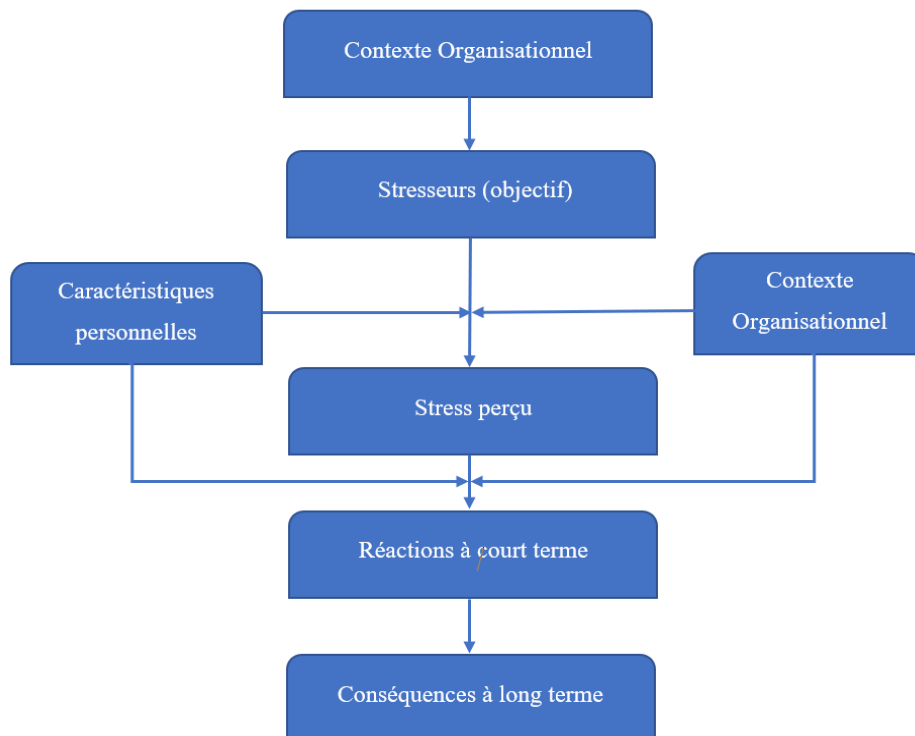 Contexte Organisationnel
Stresseurs (objectif)
Caractéristiques
personnelles
Contexte
Organisationnel
Stress perçu
Réactions à court terme
Conséquences à long terme